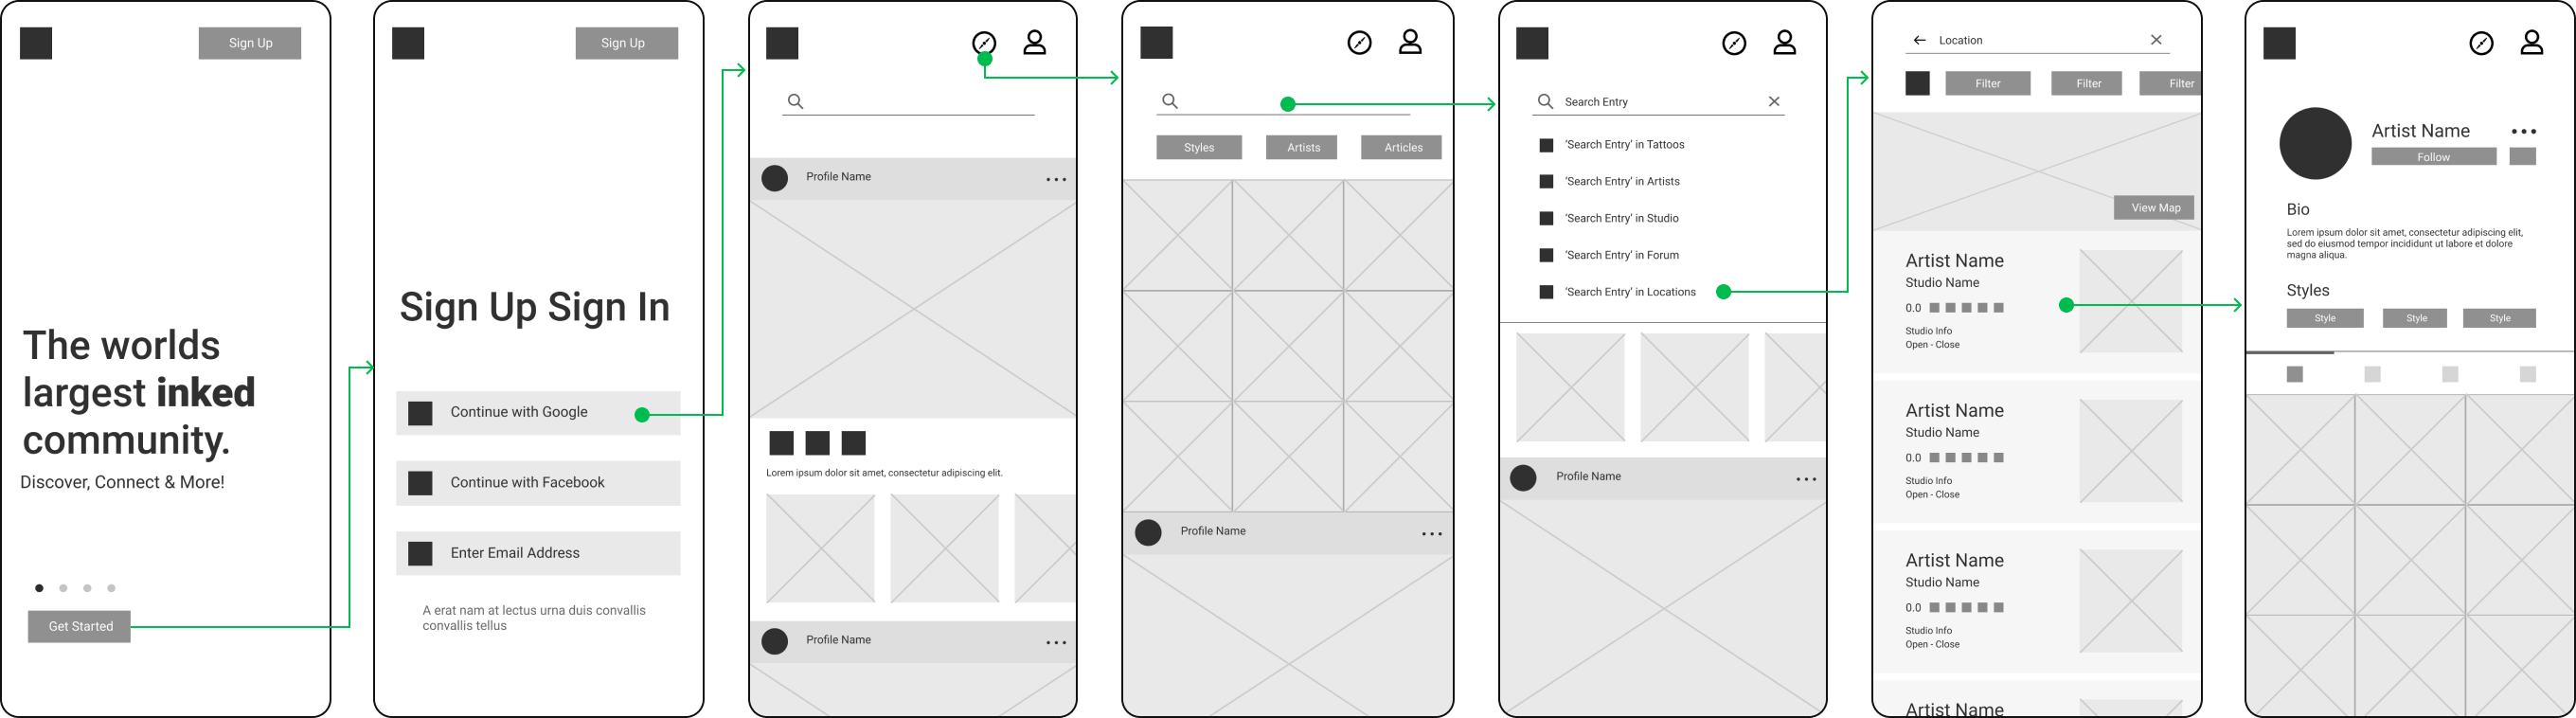 Sign Up
The worlds
largest inked
community.
Discover, Connect & More!
Get Started
Sign Up
Sign Up Sign In
Continue with Google
Continue with Facebook
Enter Email Address
A erat nam at lectus urna duis convallis
convallis tellus
Profile Name
Lorem ipsum dolor sit amet, consectetur adipiscing elit.
Profile Name
Styles Artists Articles
Profile Name
Search Entry
'Search Entry' in Tattoos
'Search Entry' in Artists
'Search Entry' in Studio
'Search Entry' in Forum
'Search Entry' in Locations
Profile Name
Location
Filter Filter Filter
View Map
Artist Name
Studio Name
0.0
Studio Info
Open - Close
Artist Name
Studio Name
0.0
Studio Info
Open - Close
Artist Name
Studio Name
0.0
Studio Info
Open - Close
Artist Name
Artist Name
Follow
Bio
Lorem ipsum dolor sit amet, consectetur adipiscing elit,
sed do eiusmod tempor incididunt ut labore et dolore
magna aliqua.
Styles
Style Style Style